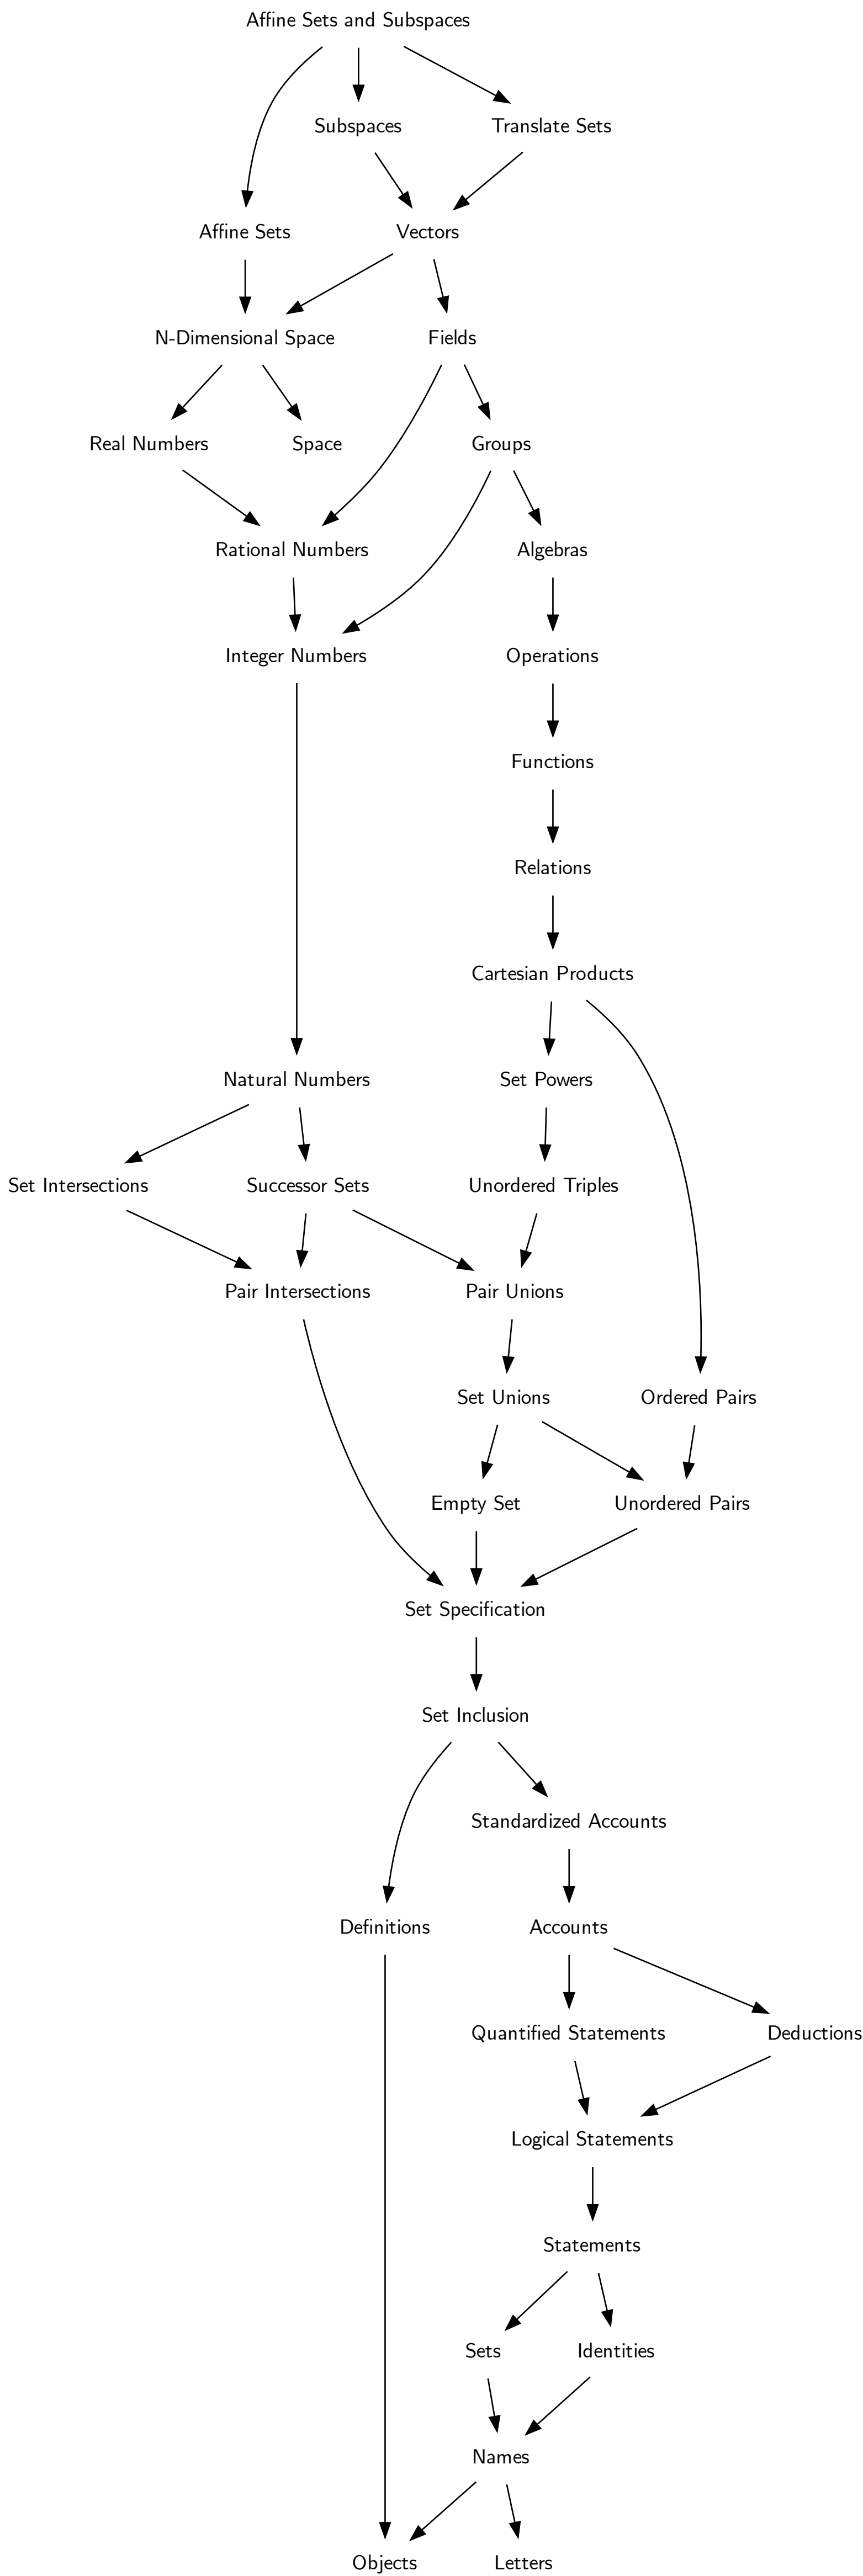 Affine Sets and Subspaces
Subspaces
Translate Sets
Affine Sets
Vectors
N-Dimensional Space
Fields
Real Numbers
Space
Groups
Rational Numbers
Algebras
Integer Numbers
Operations
Functions
Relations
Cartesian Products
Natural Numbers
Set Powers
Set Intersections
Successor Sets
Unordered Triples
Pair Intersections
Pair Unions
Set Unions
Ordered Pairs
Empty Set
Unordered Pairs
Set Specification
Set Inclusion
Standardized Accounts
Definitions
Accounts
Quantified Statements
Deductions
Logical Statements
Statements
Sets
Identities
Names
Objects
Letters